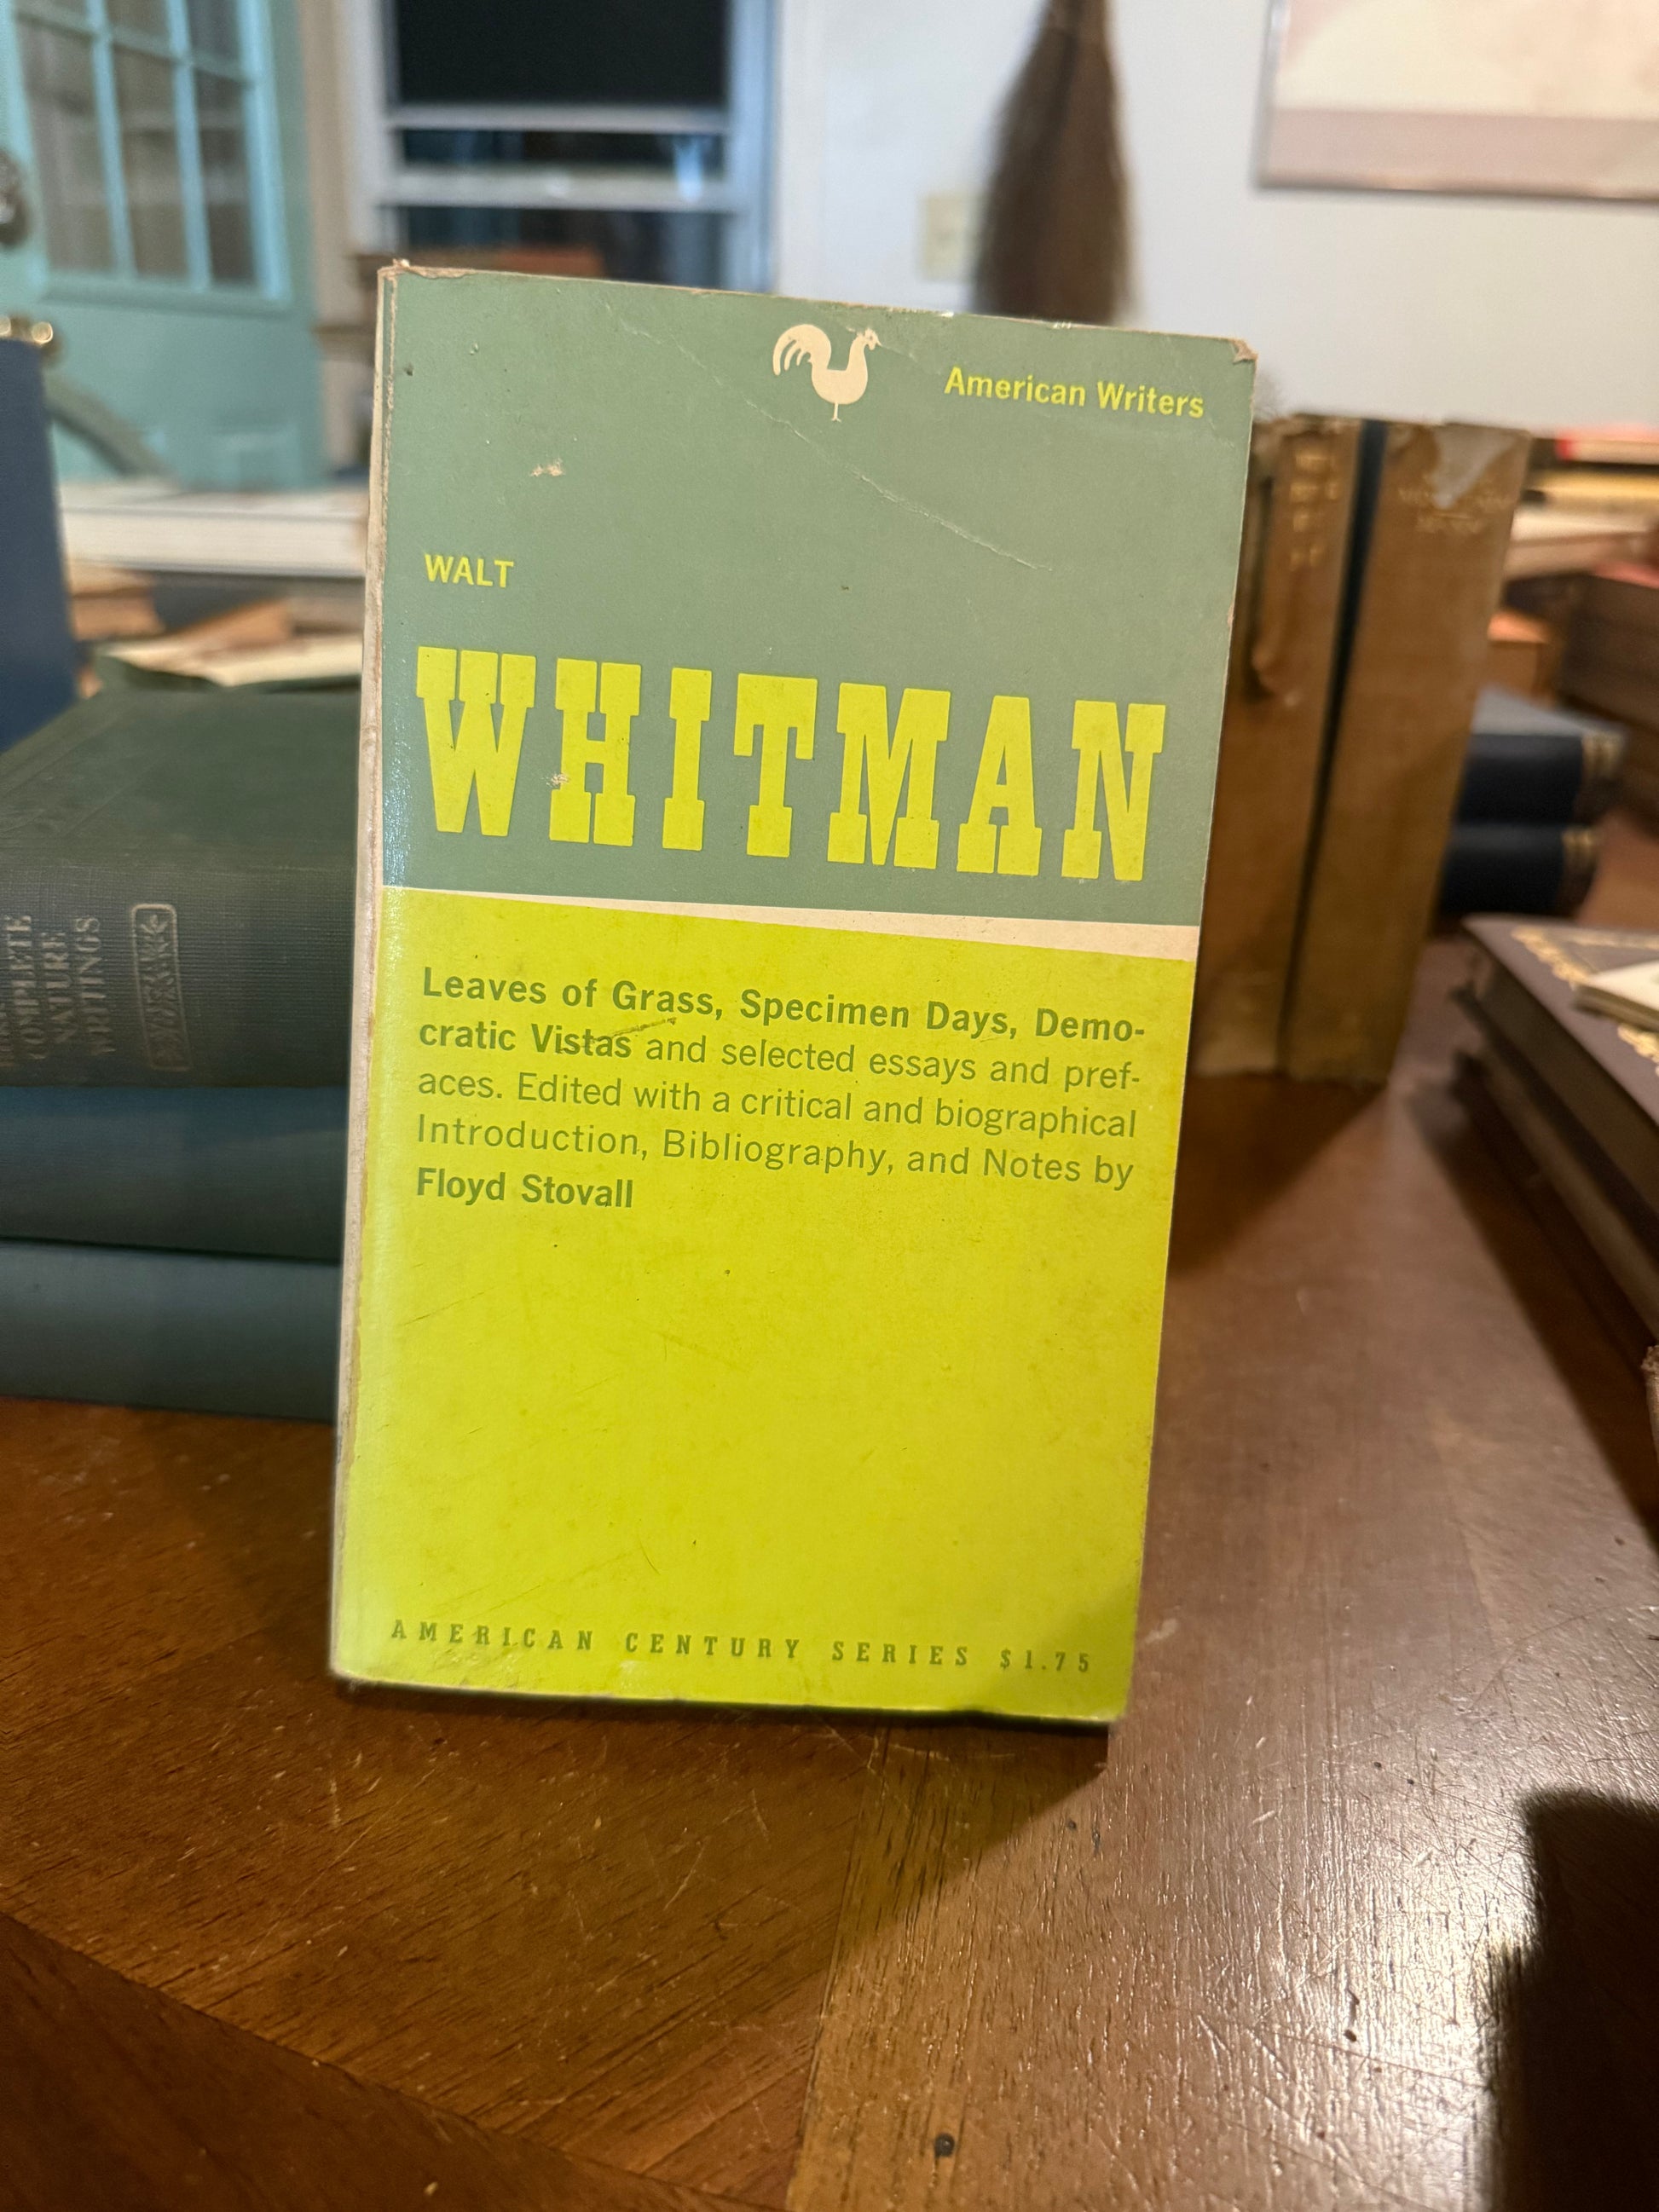 American Writers
WALT
WHITMAN
Leaves of Grass, Specimen Days, Demo-
cratic Vistas and selected essays and pref-
aces. Edited with a critical and biographical
Introduction, Bibliography, and Notes by
Floyd Stovall
AMERICAN CENTURY SERIES $1.75
COMPLETE
NATURE
WRITINGS